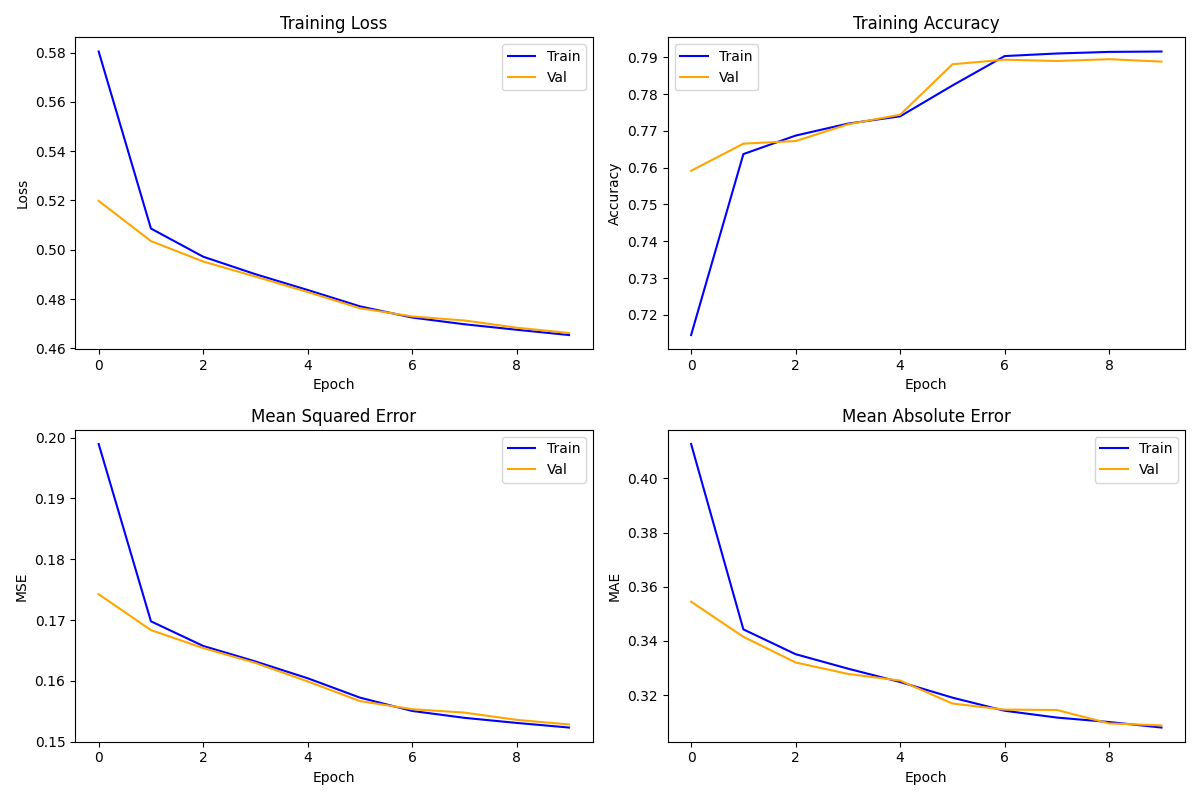 Training Loss
0.58
0.56
0.54
0.52
0.50
0.48
0.46
Loss
Train
Val
0 2 4 6 8
Epoch
Training Accuracy
0.79
0.78
0.77
0.76
0.75
0.74
0.73
0.72
Accuracy
Train
Val
0 2 4 6 8
Epoch
Mean Squared Error
0.20
0.19
0.18
0.17
0.16
0.15
MSE
Train
Val
0 2 4 6 8
Epoch
Mean Absolute Error
0.40
0.38
0.36
0.34
0.32
MAE
Train
Val
0 2 4 6 8
Epoch